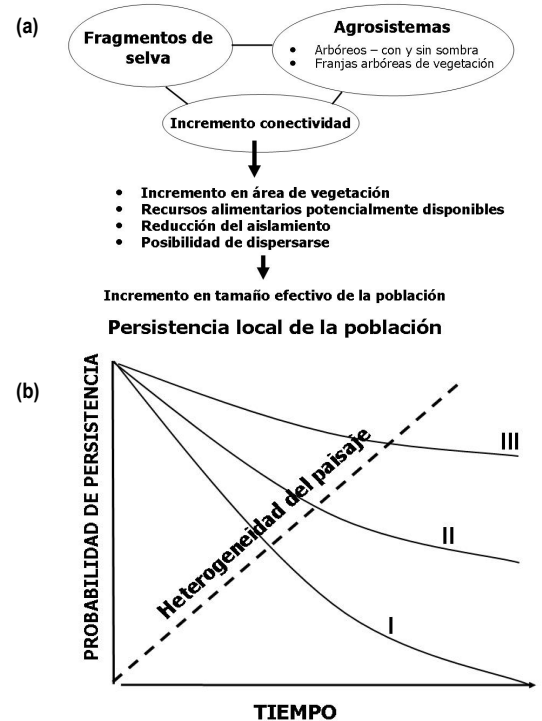 (a)
Fragmentos de
selva
Agrosistemas
• Arbóreos – con y sin sombra
• Franjas arbóreas de vegetación
Incremento conectividad
• Incremento en área de vegetación
• Recursos alimentarios potencialmente disponibles
• Reducción del aislamiento
• Posibilidad de dispersarse
Incremento en tamaño efectivo de la población
Persistencia local de la población
(b)
PROBABILIDAD DE PERSISTENCIA
Heterogeneidad del paisaje
III
II
I
TIEMPO